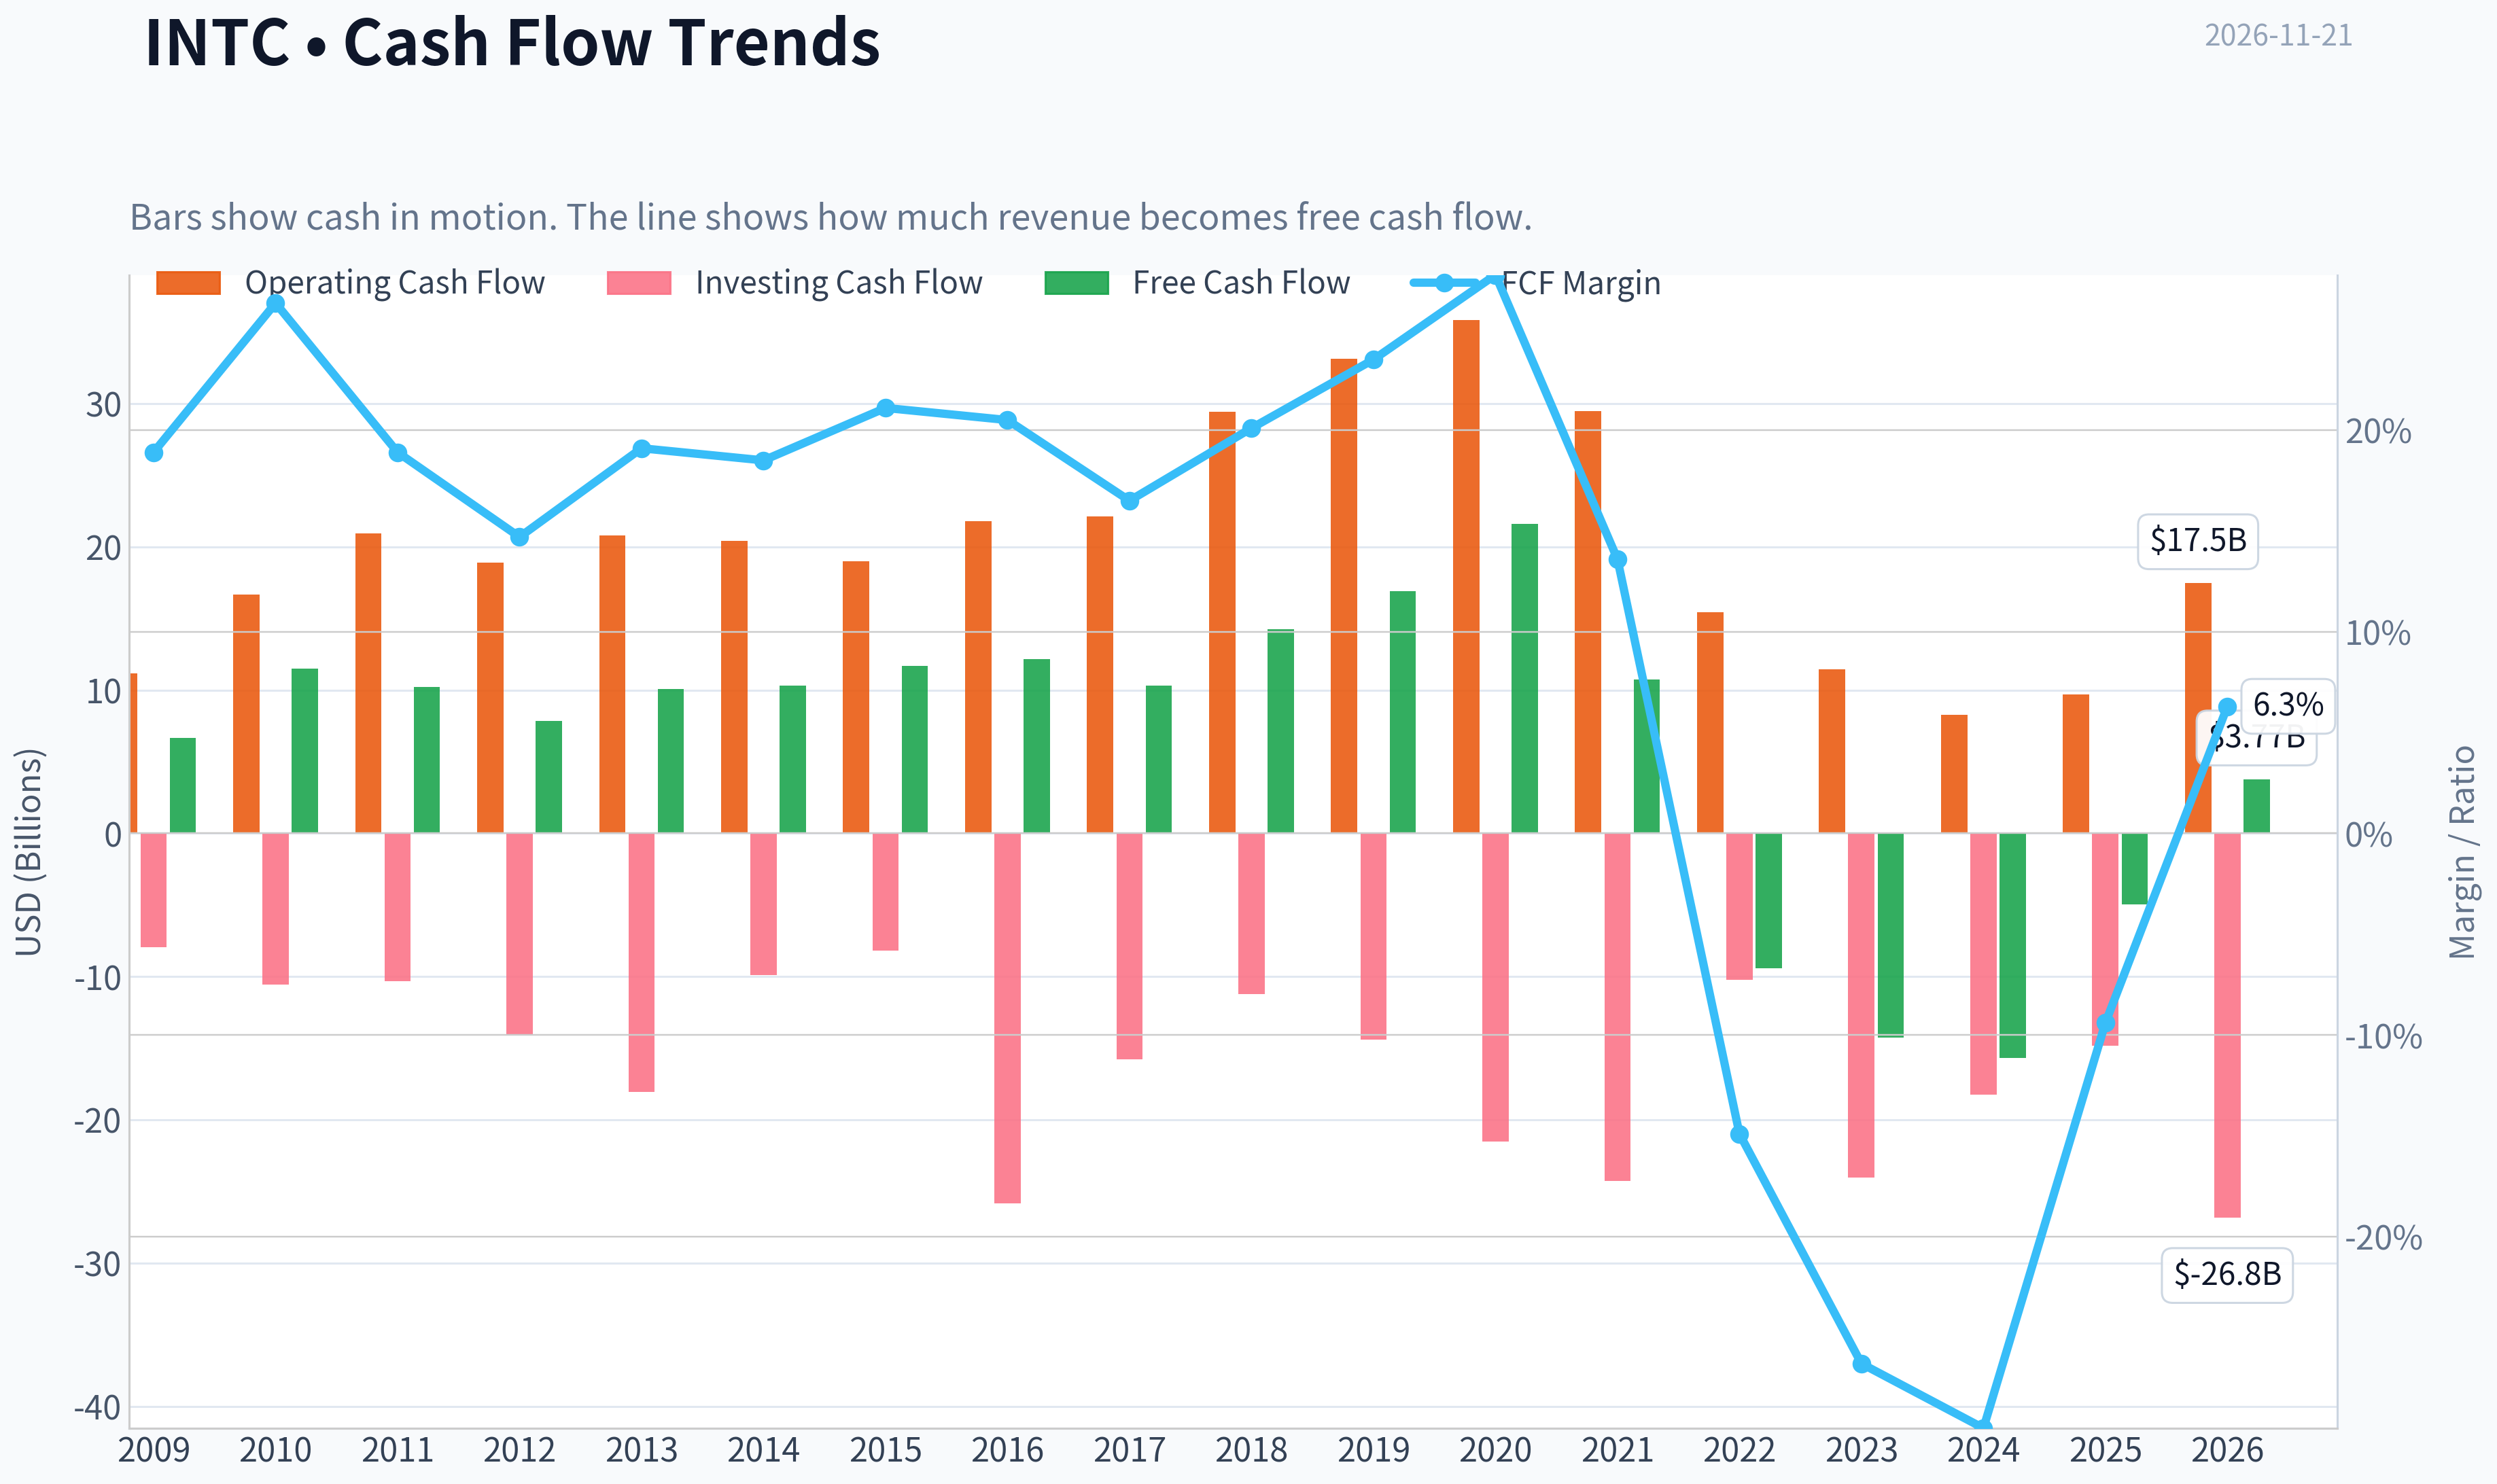 INTC • Cash Flow Trends
2026-11-21
Bars show cash in motion. The line shows how much revenue becomes free cash flow.
Operating Cash Flow
Investing Cash Flow
Free Cash Flow
FCF Margin
USD (Billions)
30
20
10
0
-10
-20
-30
-40
20%
10%
0%
-10%
-20%
Margin / Ratio
$17.5B
6.3%
$3.77B
$-26.8B
2009 2010 2011 2012 2013 2014 2015 2016 2017 2018 2019 2020 2021 2022 2023 2024 2025 2026